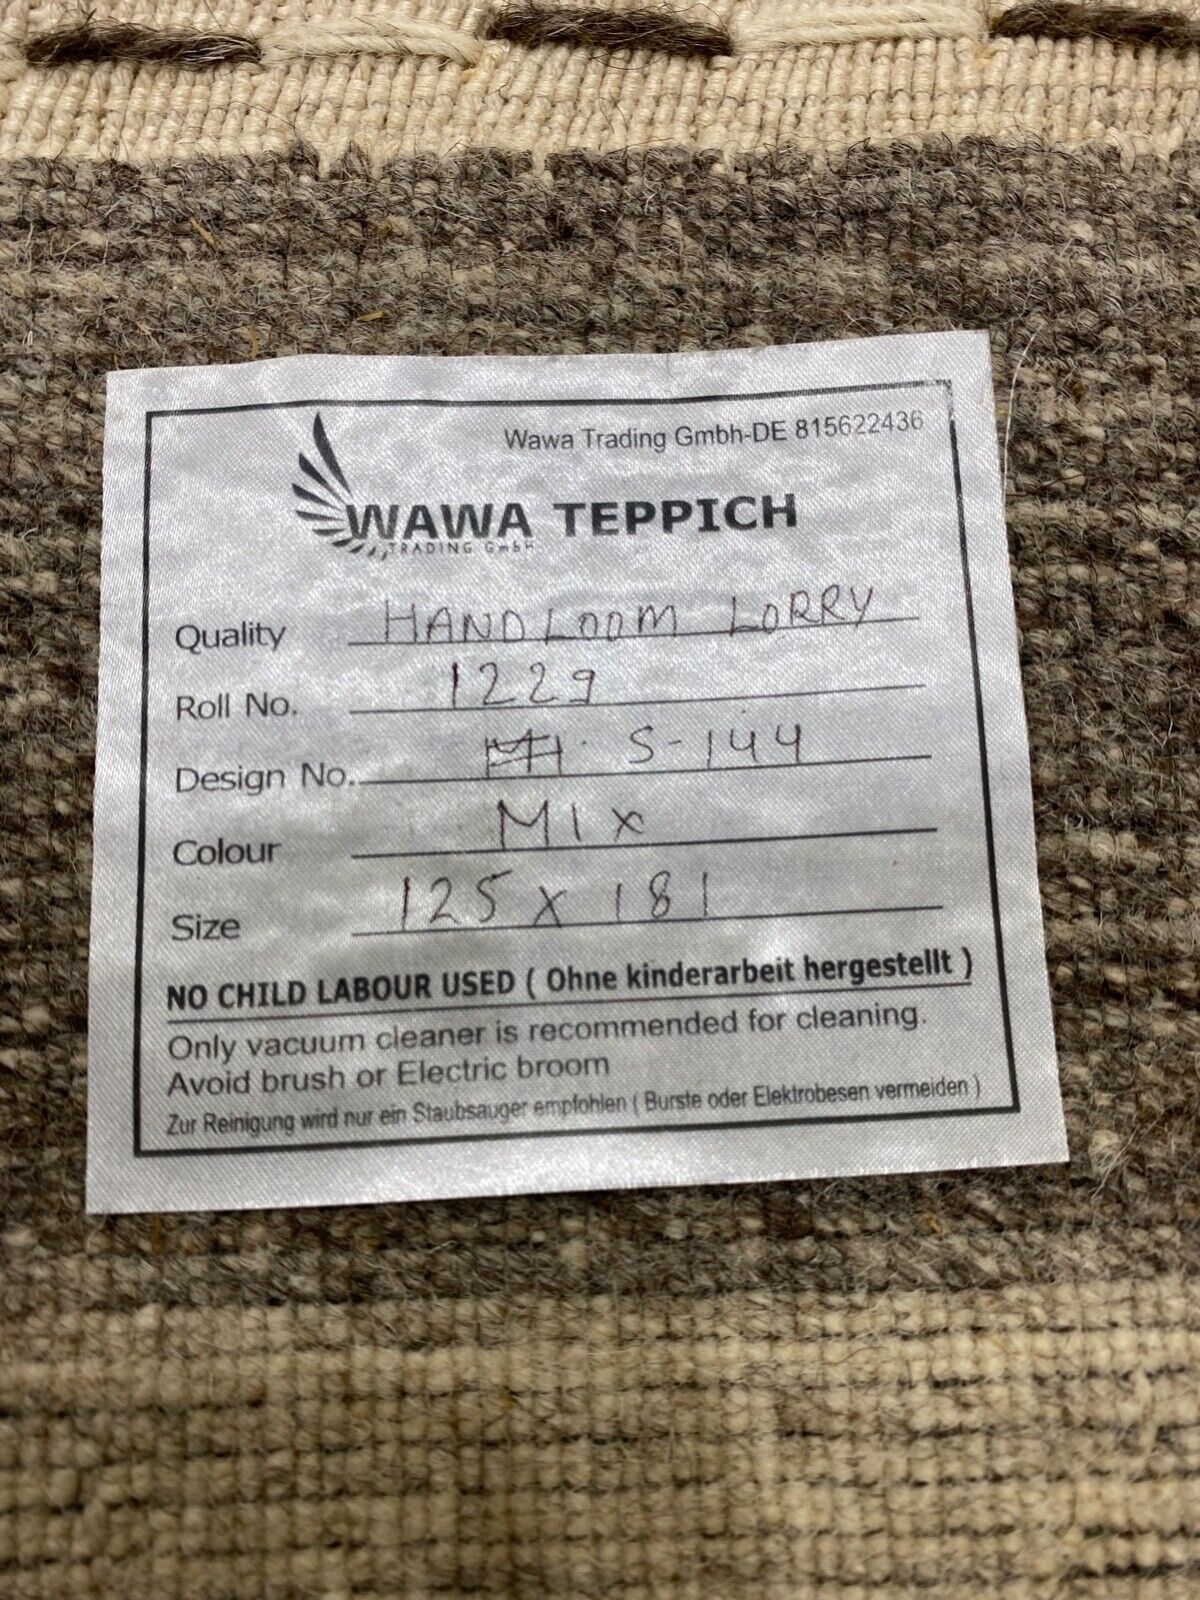 Wawa Trading Gmbh-DE 815622436
WAWA TEPPICH
TRADING GmbH
Quality HANDLOOM LORRY
Roll No. 1229
Design No. S-144
Colour MIX
Size 125 x 181
NO CHILD LABOUR USED ( Ohne kinderarbeit hergestellt )
Only vacuum cleaner is recommended for cleaning.
Avoid brush or Electric broom
Zur Reinigung wird nur ein Staubsauger empfohlen ( Burste oder Elektrobesen vermeiden )